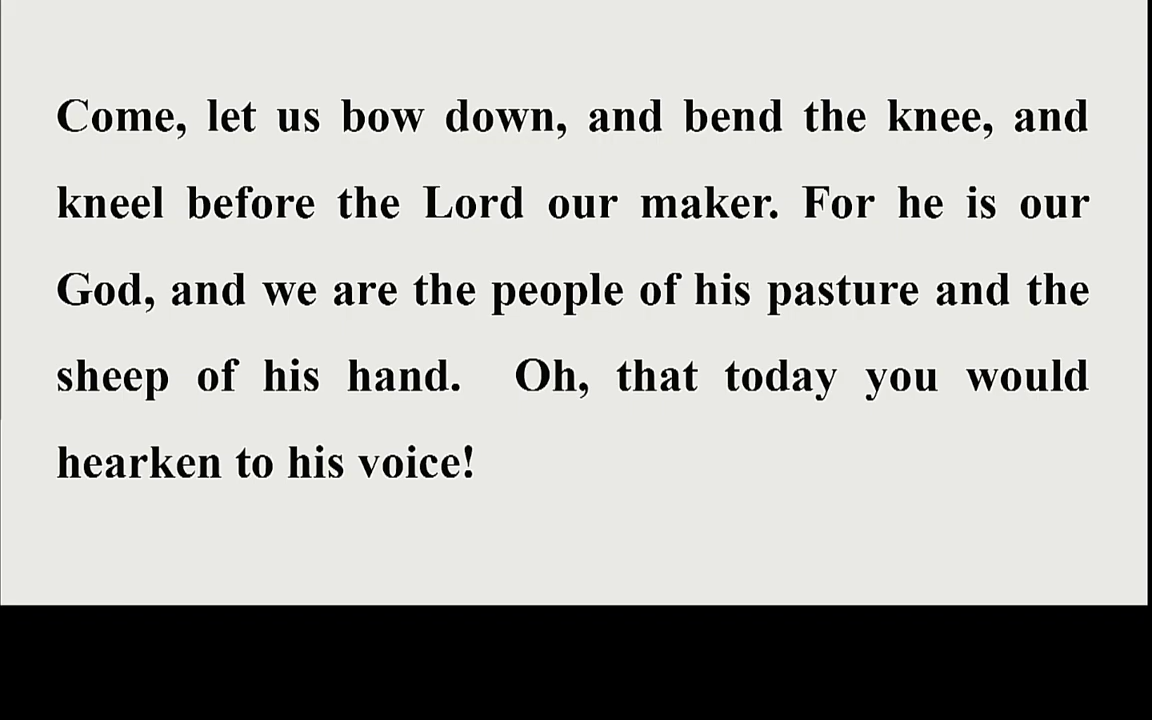 Come, let us bow down, and bend the knee, and
kneel before the Lord our maker. For he is our
God, and we are the people of his pasture and the
sheep of his hand. Oh, that today you would
hearken to his voice!